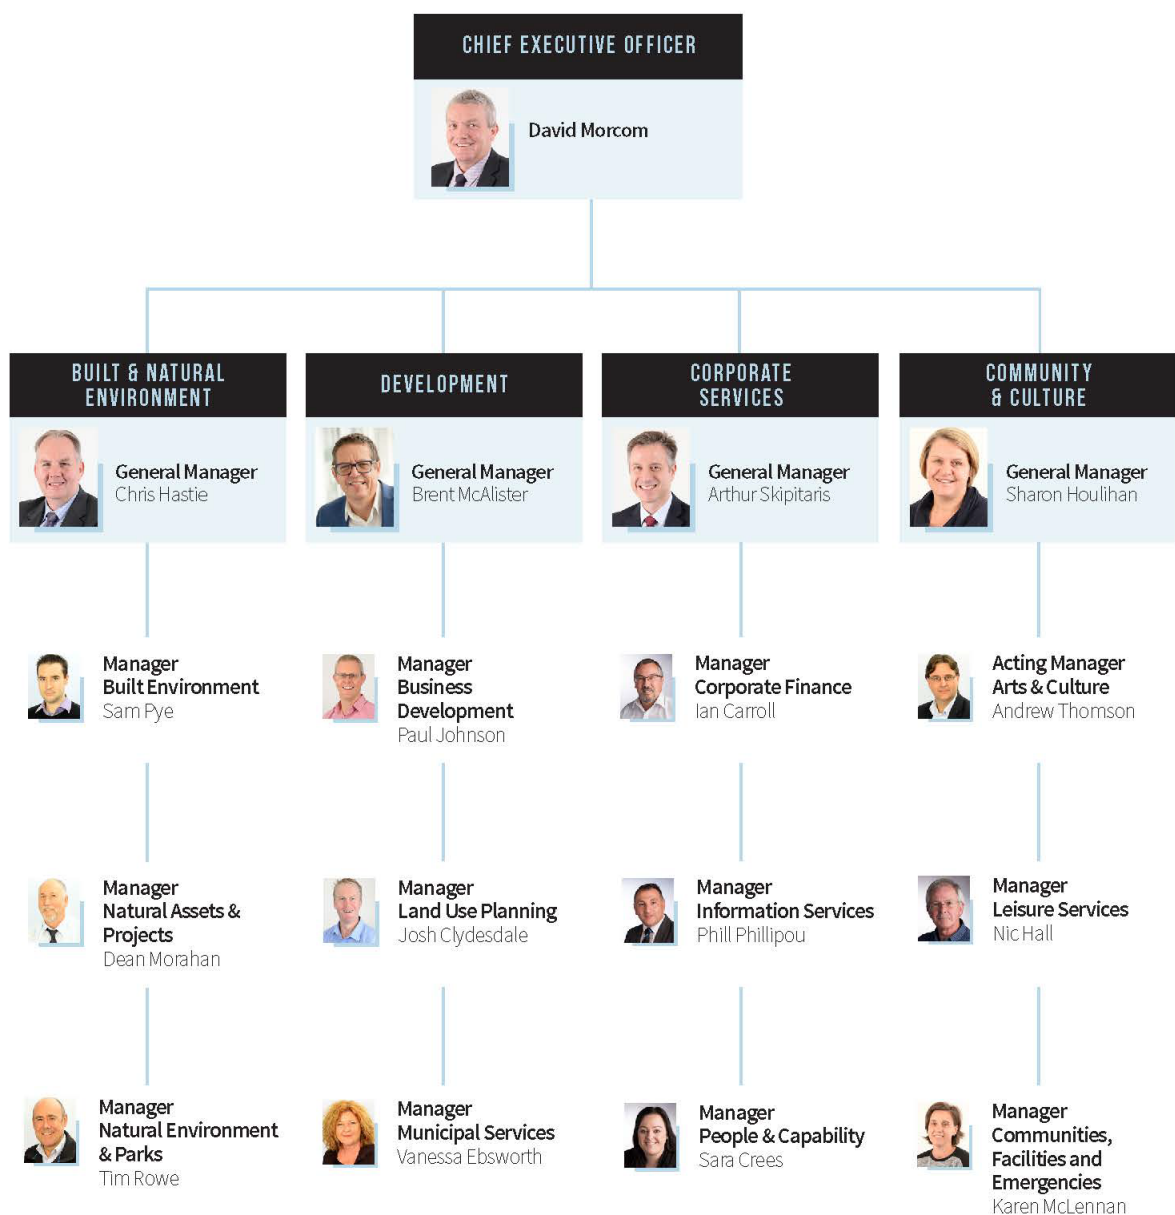 CHIEF EXECUTIVE OFFICER
David Morcom
BUILT & NATURAL
ENVIRONMENT
General Manager
Chris Hastie
DEVELOPMENT
General Manager
Brent McAlister
CORPORATE
SERVICES
General Manager
Arthur Skipitaris
COMMUNITY
& CULTURE
General Manager
Sharon Houlihan
Manager
Built Environment
Sam Pye
Manager
Business
Development
Paul Johnson
Manager
Corporate Finance
Ian Carroll
Acting Manager
Arts & Culture
Andrew Thomson
Manager
Natural Assets &
Projects
Dean Morahan
Manager
Land Use Planning
Josh Clydesdale
Manager
Information Services
Phill Phillipou
Manager
Leisure Services
Nic Hall
Manager
Natural Environment
& Parks
Tim Rowe
Manager
Municipal Services
Vanessa Ebsworth
Manager
People & Capability
Sara Crees
Manager
Communities,
Facilities and
Emergencies
Karen McLennan